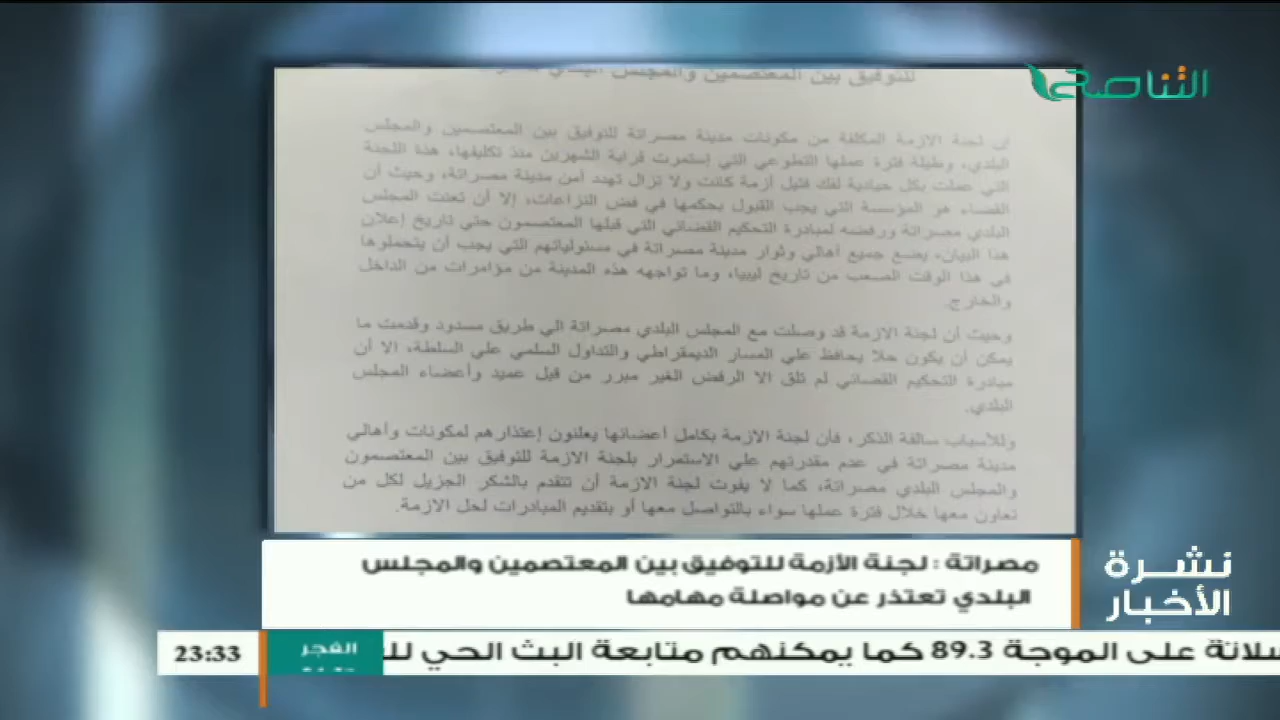 للتوفيق بين المعتصمين والمجلس البلدي
التناصح
إن لجنة الازمة المكلفة من مكونات مدينة مصراتة للتوفيق بين المعتصمين والمجلس
البلدي، وطيلة فترة عملها التطوعي التي إستمرت قرابة الشهرين منذ تكليفها، هذة اللجنة
التي عملت بكل حيادية لفك فتيل أزمة كانت ولا تزال تهدد أمن مدينة مصراتة، وحيث أن
القضاء هو المؤسسة التي يجب القبول بحكمها في فض النزاعات، إلا أن تعنت المجلس
البلدي مصراتة ورفضه لمبادرة التحكيم القضائي التي قبلها المعتصمون حتي تاريخ إعلان
هذا البيان، يضع جميع أهالي وثوار مدينة مصراتة في مسئولياتهم التي يجب أن يتحملوها
في هذا الوقت الصعب من تاريخ ليبيا، وما تواجهه هذه المدينة من مؤامرات من الداخل
والخارج.
وحيث أن لجنة الازمة قد وصلت مع المجلس البلدي مصراتة الي طريق مسدود وقدمت ما
يمكن أن يكون حلا يحافظ علي المسار الديمقراطي والتداول السلمي علي السلطة، الا أن
مبادرة التحكيم القضائي لم تلق الا الرفض الغير مبرر من قبل عميد وأعضاء المجلس
البلدي.
وللأسباب سالفة الذكر، فأن لجنة الازمة بكامل أعضائها يعلنون إعتذارهم لمكونات وأهالي
مدينة مصراتة في عدم مقدرتهم علي الاستمرار بلجنة الازمة للتوفيق بين المعتصمون
والمجلس البلدي مصراتة، كما لا يفوت لجنة الازمة أن تتقدم بالشكر الجزيل لكل من
تعاون معها خلال فترة عملها سواء بالتواصل معها أو بتقديم المبادرات لحل الازمة.
مصراتة : لجنة الأزمة للتوفيق بين المعتصمين والمجلس
البلدي تعتذر عن مواصلة مهامها
نشرة
الأخبار
سلاتة على الموجة 89.3 كما يمكنهم متابعة البث الحي للـ
الفجر
23:33